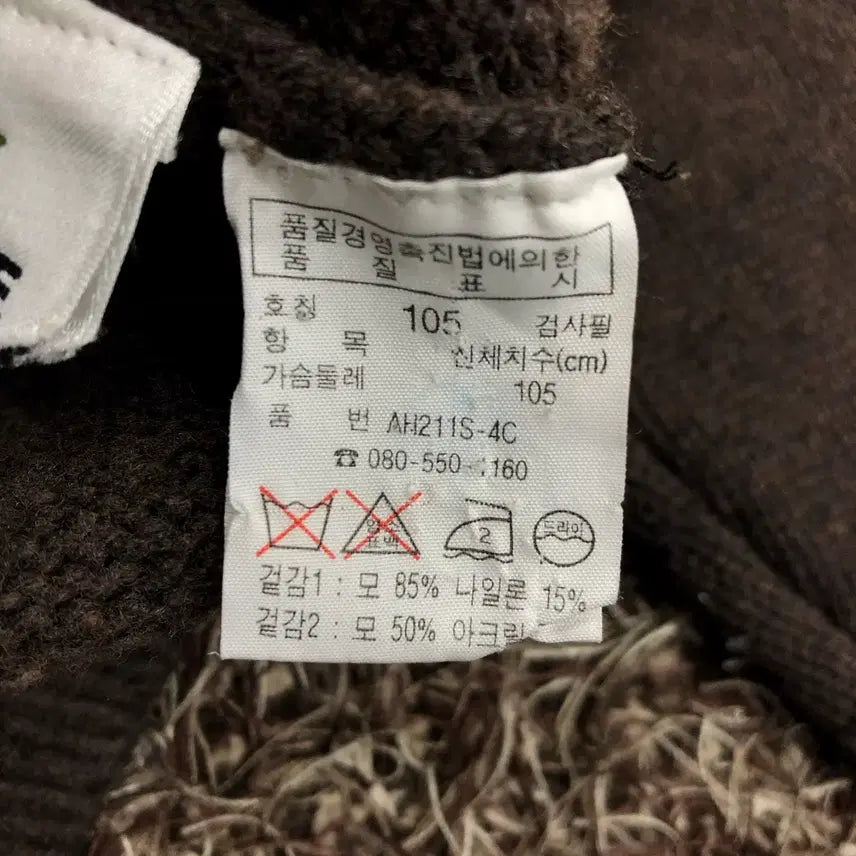 품질경영촉진법에의한
품 질 표 시
호칭 105 검사필
항 목 신체치수(cm)
가슴둘레 105
품 번 AH211S-4C
☎ 080-550-
2 드라이
겉감1 : 모 85% 나일론 15%
겉감2 : 모 50% 아크릴